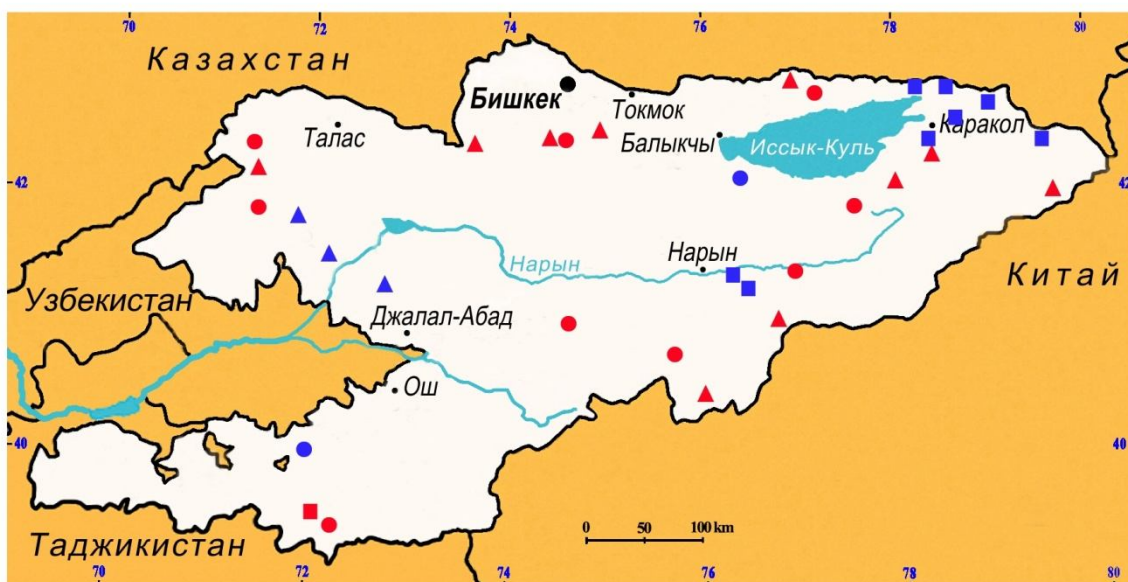 70 72 74 76 78 80
Казахстан
Бишкек
Токмок
Талас
Балыкчы
Каракол
Иссык-Куль
42 42
Нарын
Нарын
Китай
Узбекистан
Джалал-Абад
Ош
40 40
0 50 100 km
Таджикистан
70 72 74 76 78 80